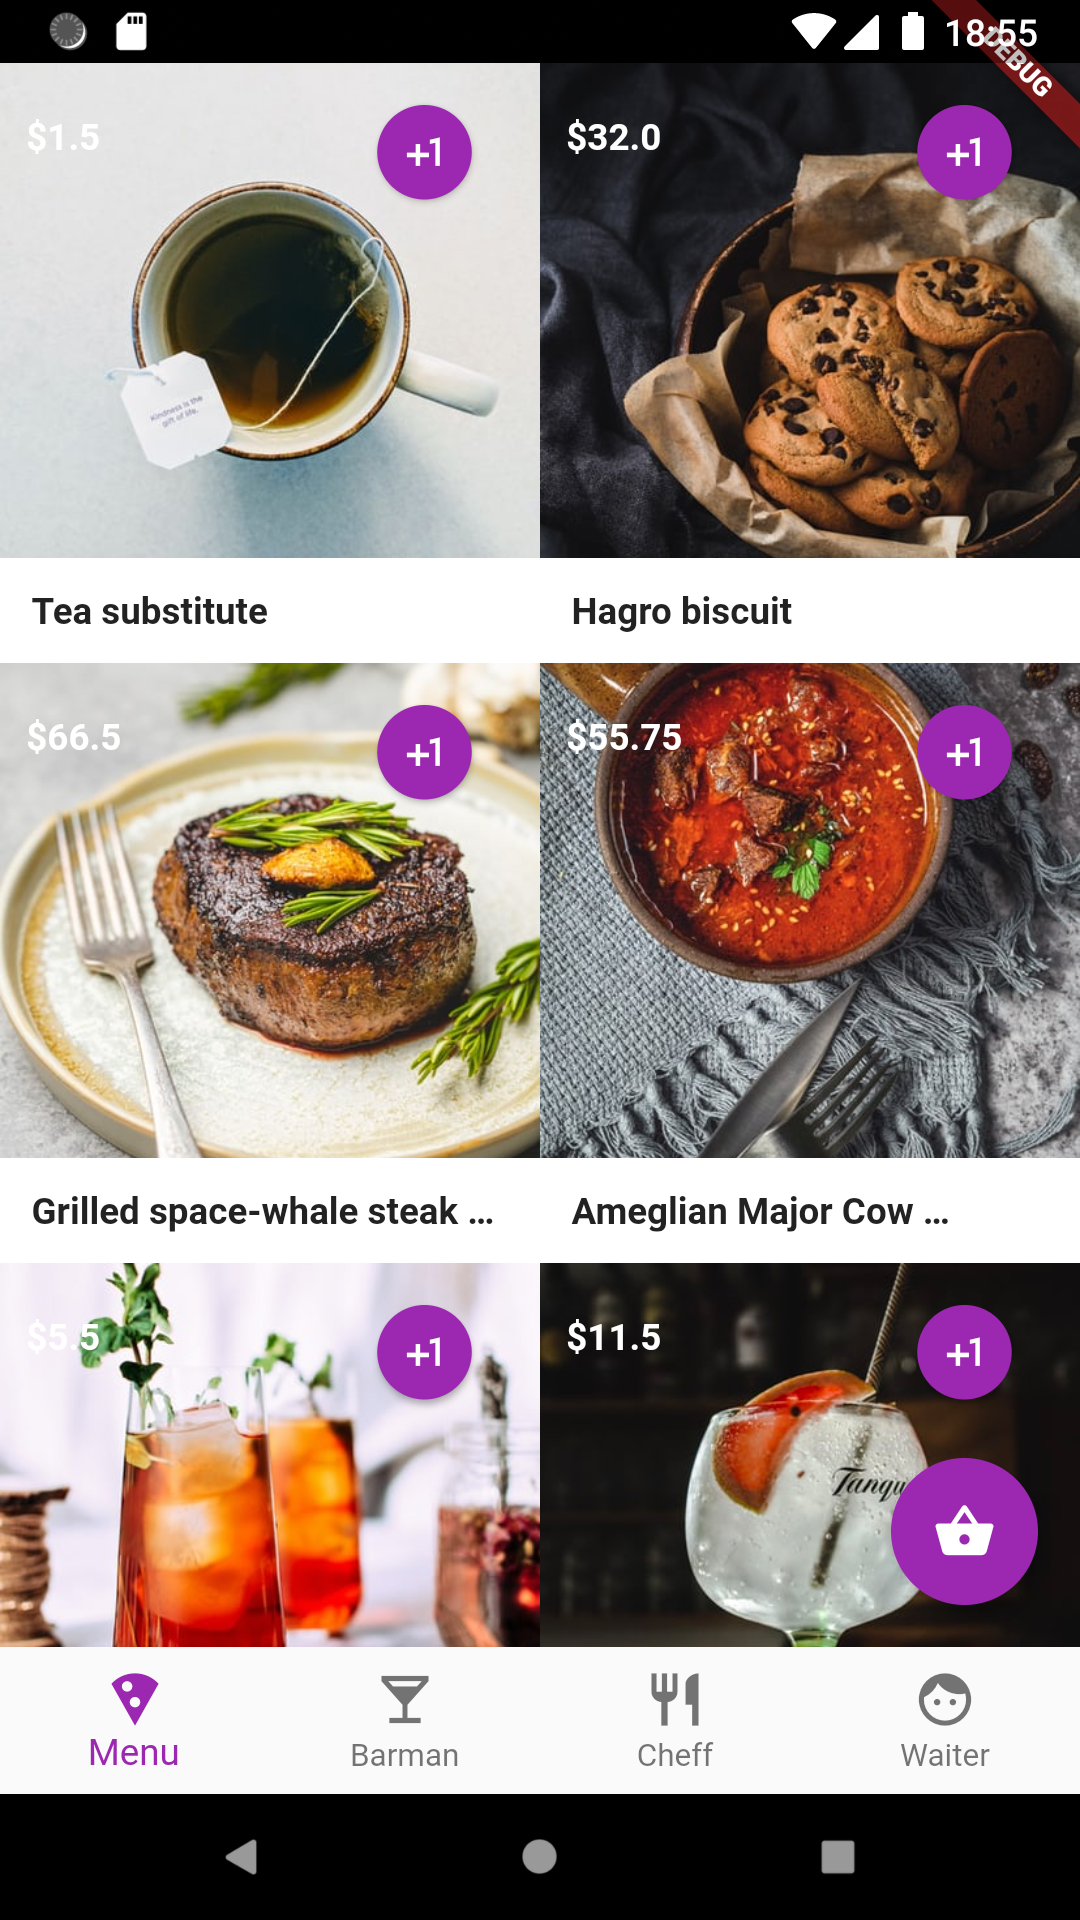 18:55
DEBUG
$1.5
+1
$32.0
+1
Kindness is the
gift of life.
Tea substitute
Hagro biscuit
$66.5
+1
$55.75
+1
Grilled space-whale steak ...
Ameglian Major Cow ...
$5.5
+1
$11.5
+1
Tanqu
Menu
Barman
Cheff
Waiter